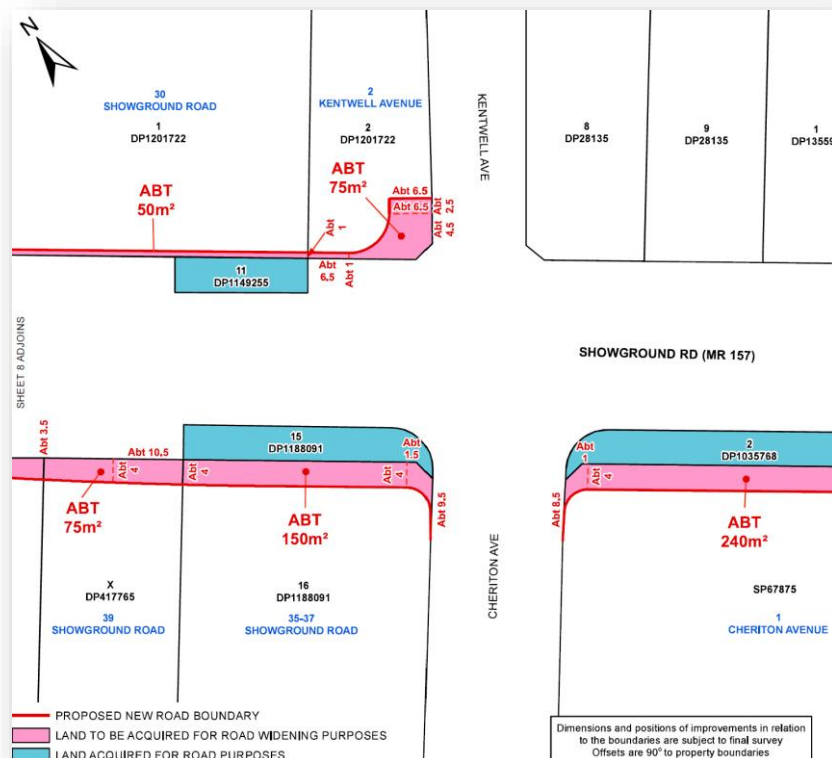 N
30
SHOWGROUND ROAD
1
DP1201722
2
KENTWELL AVENUE
2
DP1201722
KENTWELL AVE
8
DP28135
9
DP28135
1
DP13559
ABT
50m²
ABT
75m²
Abt 6.5
Abt 6.5
Abt
2.5
Abt
4.5
Abt
1
Abt
6.5
Abt 1
11
DP1149255
SHEET 8 ADJOINS
SHOWGROUND RD (MR 157)
Abt 3.5
Abt 10.5
Abt
4
Abt
4
15
DP1188091
Abt
1.5
Abt
4
Abt 9.5
Abt
1
Abt
4
Abt 8.5
2
DP1035768
ABT
75m²
ABT
150m²
ABT
240m²
CHERITON AVE
X
DP417765
39
SHOWGROUND ROAD
16
DP1188091
35-37
SHOWGROUND ROAD
SP67875
1
CHERITON AVENUE
PROPOSED NEW ROAD BOUNDARY
LAND TO BE ACQUIRED FOR ROAD WIDENING PURPOSES
LAND ACQUIRED FOR ROAD PURPOSES
Dimensions and positions of improvements in relation
to the boundaries are subject to final survey
Offsets are 90° to property boundaries